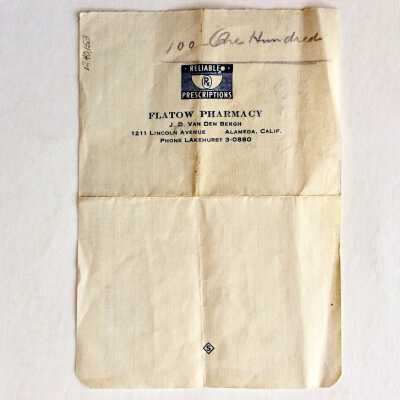 100 - One Hundred
RELIABLE
Rx
PRESCRIPTIONS
FLATOW PHARMACY
J. D. VAN DEN BERGH
1211 LINCOLN AVENUE ALAMEDA, CALIF.
PHONE LAKEHURST 3-0880
S